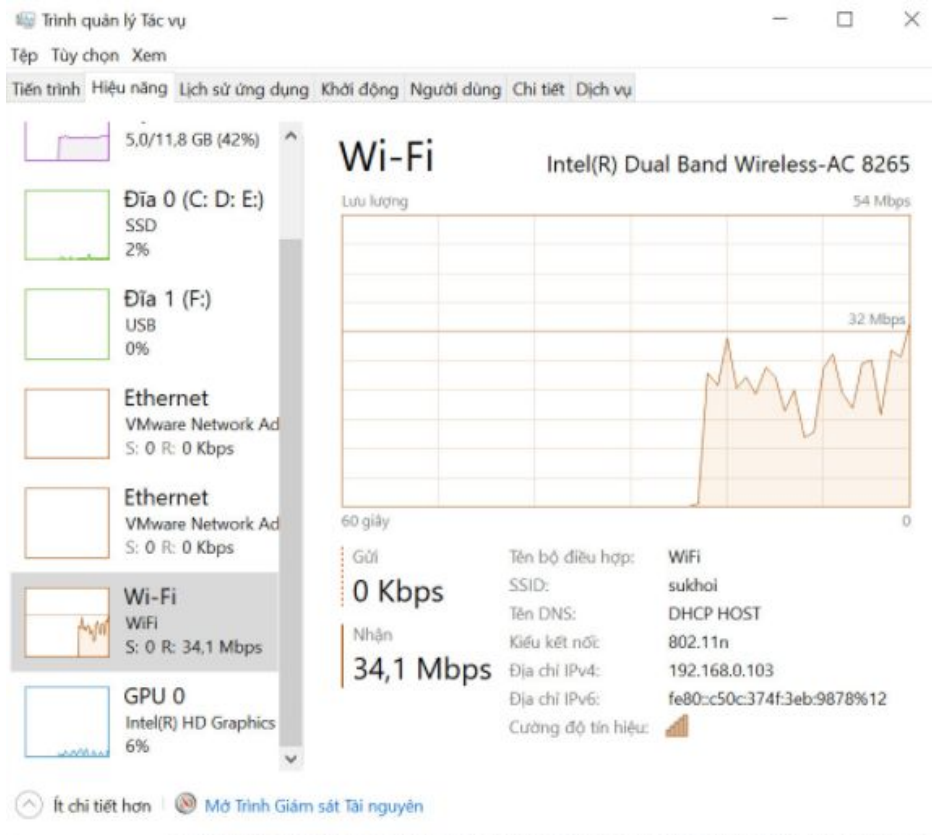 Trình quản lý Tác vụ
Tệp Tùy chọn Xem
Tiến trình Hiệu năng Lịch sử ứng dụng Khởi động Người dùng Chi tiết Dịch vụ
5,0/11,8 GB (42%)
Đĩa 0 (C: D: E:)
SSD
2%
Đĩa 1 (F:)
USB
0%
Ethernet
VMware Network Ad
S: 0 R: 0 Kbps
Ethernet
VMware Network Ad
S: 0 R: 0 Kbps
Wi-Fi
WiFi
S: 0 R: 34,1 Mbps
GPU 0
Intel(R) HD Graphics
6%
Wi-Fi Intel(R) Dual Band Wireless-AC 8265
Lưu lượng 54 Mbps
32 Mbps
60 giây 0
Gửi
0 Kbps
Nhận
34,1 Mbps
Tên bộ điều hợp: WiFi
SSID: sukhoi
Tên DNS: DHCP HOST
Kiểu kết nối: 802.11n
Địa chỉ IPv4: 192.168.0.103
Địa chỉ IPv6: fe80::c50c:374f:3eb:9878%12
Cường độ tín hiệu:
Ít chi tiết hơn Mở Trình Giám sát Tài nguyên